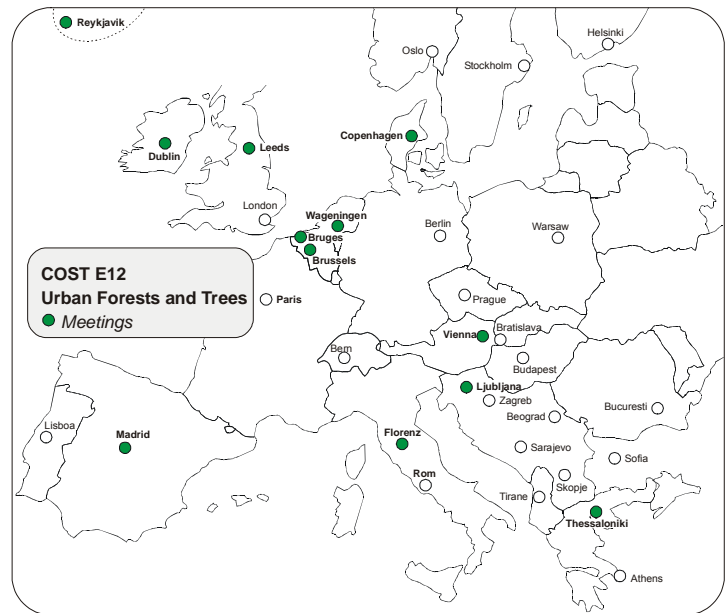 Reykjavik
Helsinki
Oslo
Stockholm
Copenhagen
Dublin
Leeds
London
Wageningen
Bruges
Brussels
Berlin
Warsaw
COST E12
Urban Forests and Trees
Meetings
Paris
Prague
Vienna
Bratislava
Bern
Budapest
Ljubljana
Zagreb
Beograd
Bucuresti
Lisboa
Madrid
Florenz
Sarajevo
Sofia
Rom
Skopje
Tirane
Thessaloniki
Athens